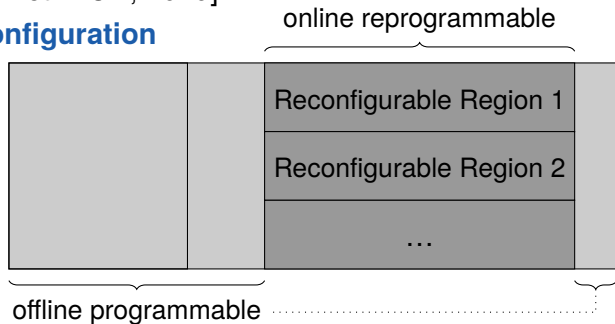 onfiguration
online reprogrammable
Reconfigurable Region 1
Reconfigurable Region 2
...
offline programmable